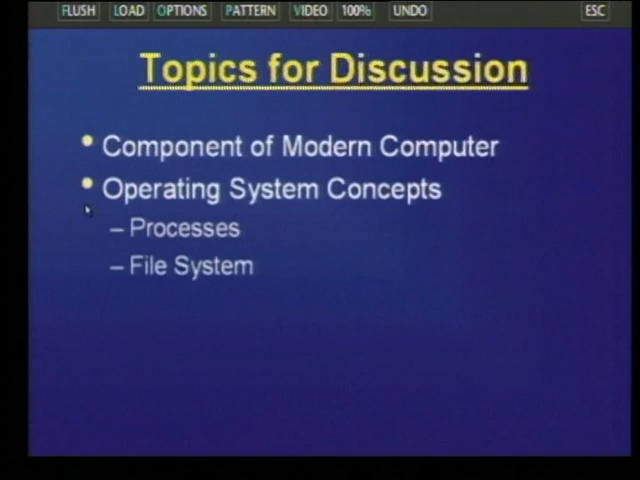 FLUSH LOAD OPTIONS PATTERN VIDEO 100% UNDO ESC
Topics for Discussion
• Component of Modern Computer
• Operating System Concepts
– Processes
– File System